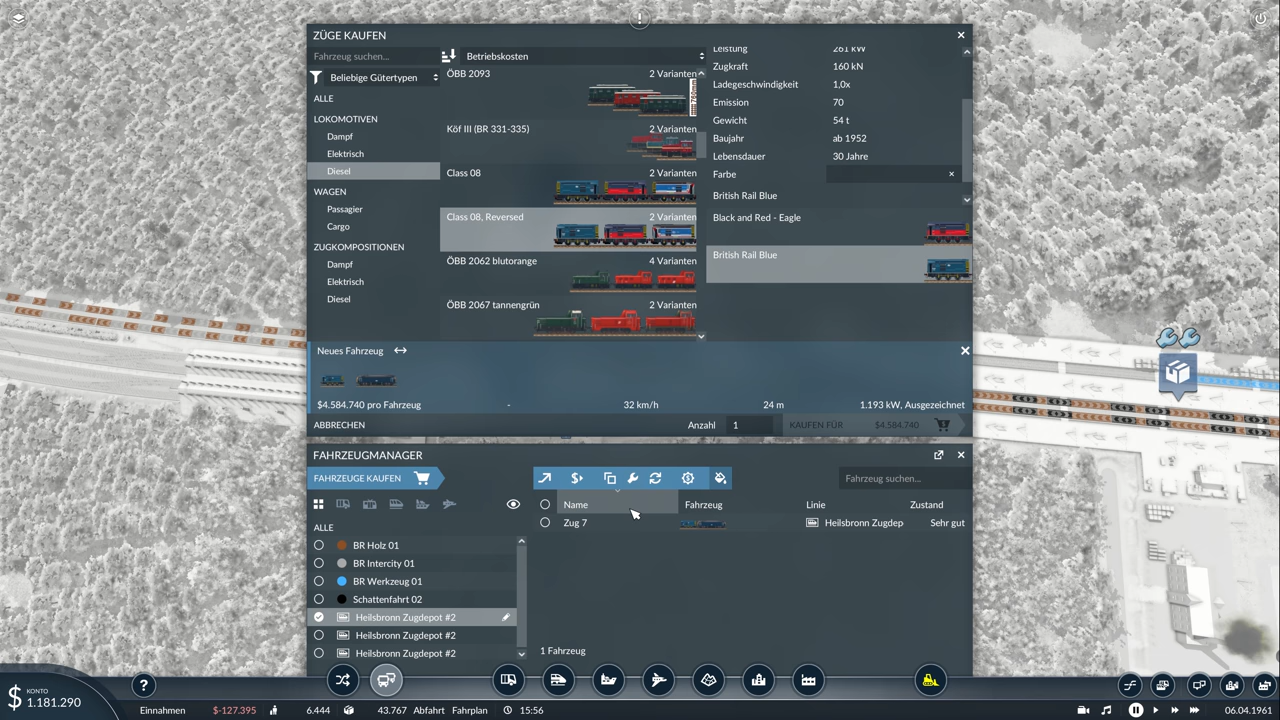 ZÜGE KAUFEN
Fahrzeug suchen...
Betriebskosten
Beliebige Gütertypen
ALLE
LOKOMOTIVEN
Dampf
Elektrisch
Diesel
WAGEN
Passagier
Cargo
ZUGKOMPOSITIONEN
Dampf
Elektrisch
Diesel
ÖBB 2093
2 Varianten
Köf III (BR 331-335)
2 Varianten
Class 08
2 Varianten
Class 08, Reversed
2 Varianten
ÖBB 2062 blutorange
4 Varianten
ÖBB 2067 tannengrün
2 Varianten
Leistung 261 kW
Zugkraft 160 kN
Ladegeschwindigkeit 1,0x
Emission 70
Gewicht 54 t
Baujahr ab 1952
Lebensdauer 30 Jahre
Farbe
British Rail Blue
Black and Red - Eagle
British Rail Blue
Neues Fahrzeug
$4.584.740 pro Fahrzeug - 32 km/h 24 m 1.193 kW, Ausgezeichnet
ABBRECHEN Anzahl 1 KAUFEN FÜR $4.584.740
FAHRZEUGMANAGER
FAHRZEUGE KAUFEN
Fahrzeug suchen...
ALLE
BR Holz 01
BR Intercity 01
BR Werkzeug 01
Schattenfahrt 02
Heilsbronn Zugdepot #2
Heilsbronn Zugdepot #2
Heilsbronn Zugdepot #2
Name Fahrzeug Linie Zustand
Zug 7 Heilsbronn Zugdep Sehr gut
1 Fahrzeug
$ KONTO
1.181.290
?
Einnahmen $-127.395 6.444 43.767 Abfahrt Fahrplan 15:56 06.04.1961